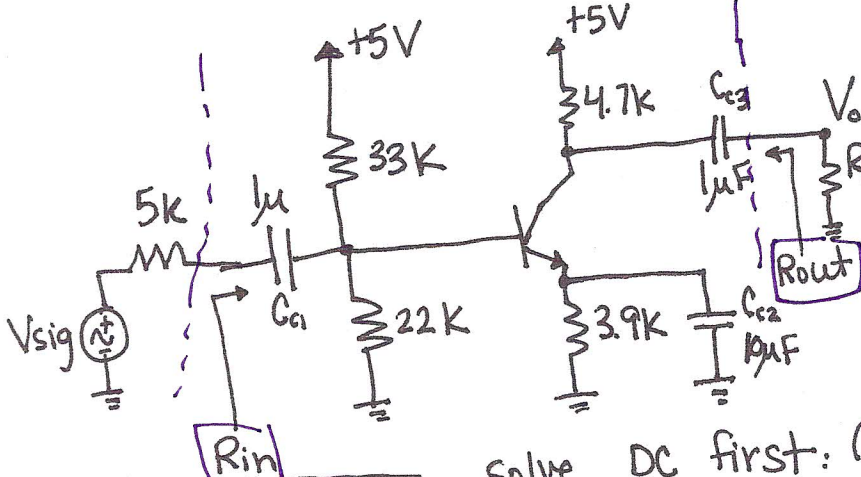 +5V
+5V
4.7K
Cc3
Vo
33K
1μF
R
5k
1μ
Rout
Vsig
Cc1
22K
3.9K
Cc2
10μF
Rin
Solve DC first: (